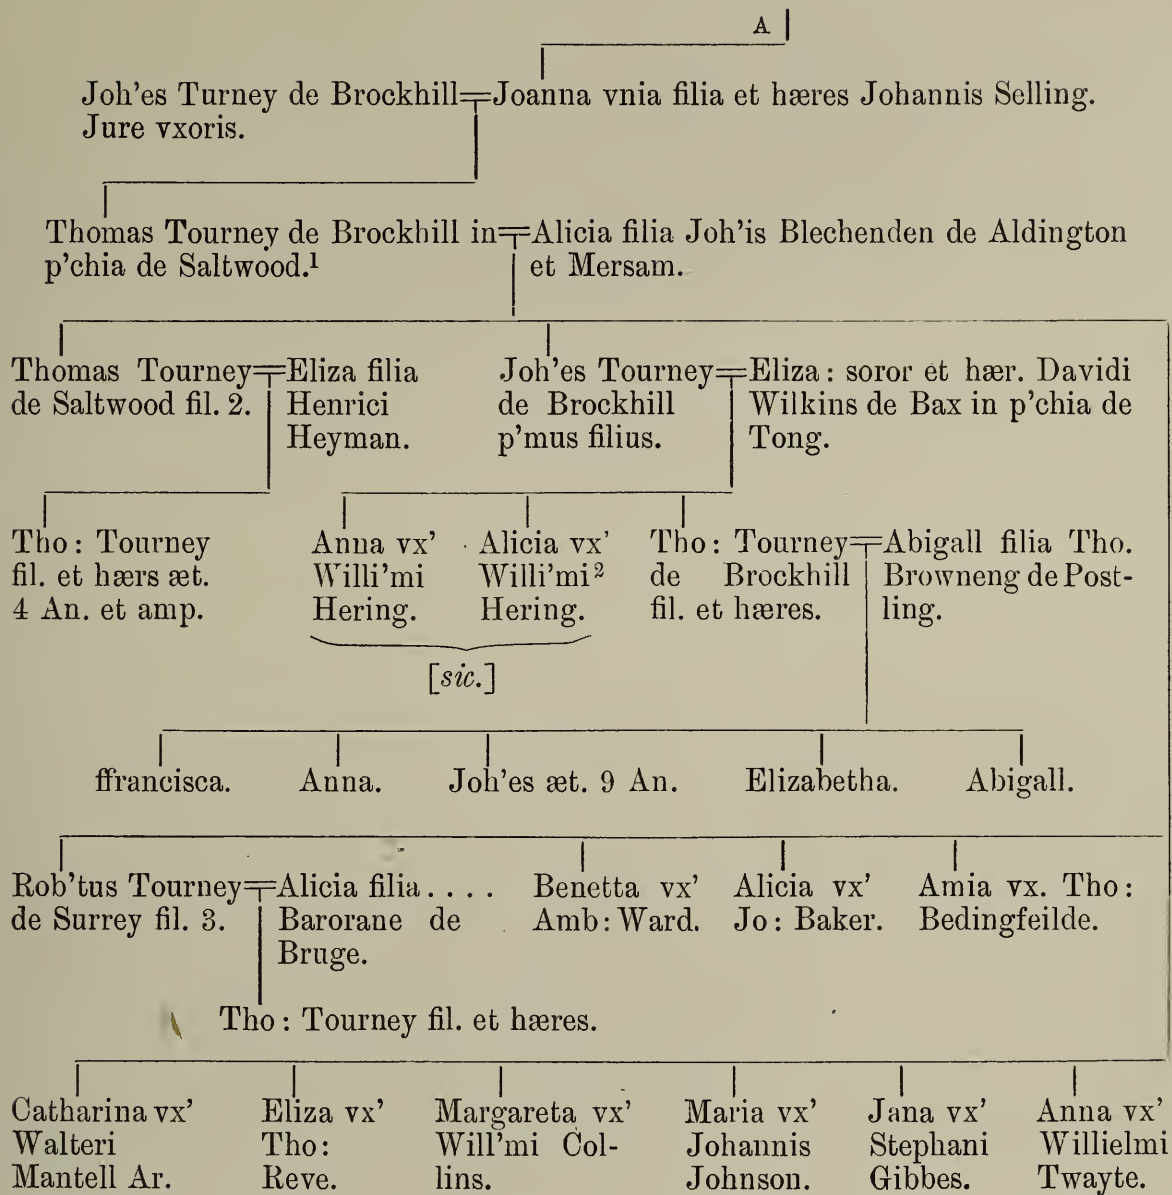 A
Joh'es Turney de Brockhill Joanna vnia filia et hæres Johannis Selling.
Jure vxoris.
Thomas Tourney de Brockhill in Alicia filia Joh'is Blechenden de Aldington
p'chia de Saltwood.¹ et Mersam.
Thomas Tourney
de Saltwood fil. 2.
Eliza filia
Henrici
Heyman.
Joh'es Tourney
de Brockhill
p'mus filius.
Eliza: soror et hær. Davidi
Wilkins de Bax in p'chia de
Tong.
Tho: Tourney
fil. et hærs æt.
4 An. et amp.
Anna vx'
Willi'mi
Hering.
Alicia vx'
Willi'mi²
Hering.
[sic.]
Tho: Tourney
de Brockhill
fil. et hæres.
Abigall filia Tho.
Browneng de Post-
ling.
ffrancisca. Anna. Joh'es æt. 9 An. Elizabetha. Abigall.
Rob'tus Tourney
de Surrey fil. 3.
Alicia filia . . . .
Barorane de
Bruge.
Benetta vx'
Amb: Ward.
Alicia vx'
Jo: Baker.
Amia vx. Tho:
Bedingfeilde.
Tho: Tourney fil. et hæres.
Catharina vx'
Walteri
Mantell Ar.
Eliza vx'
Tho:
Reve.
Margareta vx'
Will'mi Col-
lins.
Maria vx'
Johannis
Johnson.
Jana vx'
Stephani
Gibbes.
Anna vx'
Willielmi
Twayte.